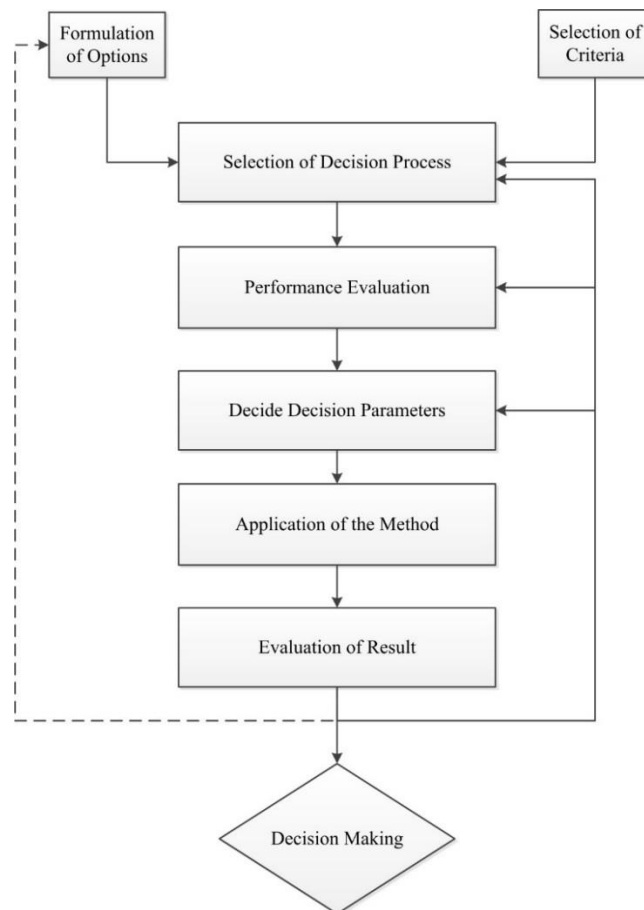 Formulation
of Options
Selection of
Criteria
Selection of Decision Process
Performance Evaluation
Decide Decision Parameters
Application of the Method
Evaluation of Result
Decision Making